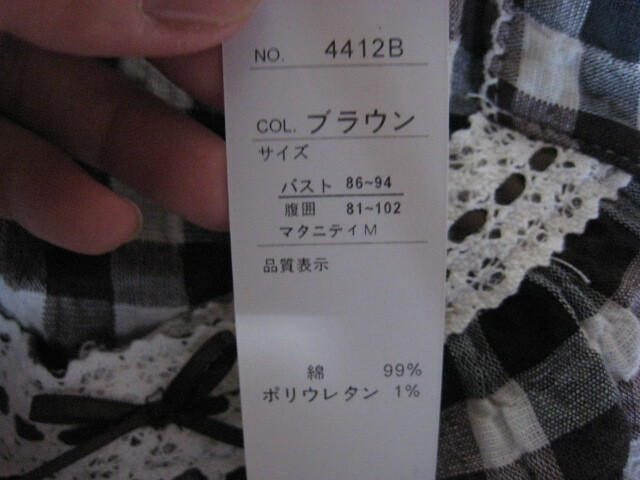 NO. 4412B
COL. ブラウン
サイズ
バスト 86~94
腹囲 81~102
マタニティM
品質表示
綿 99%
ポリウレタン 1%